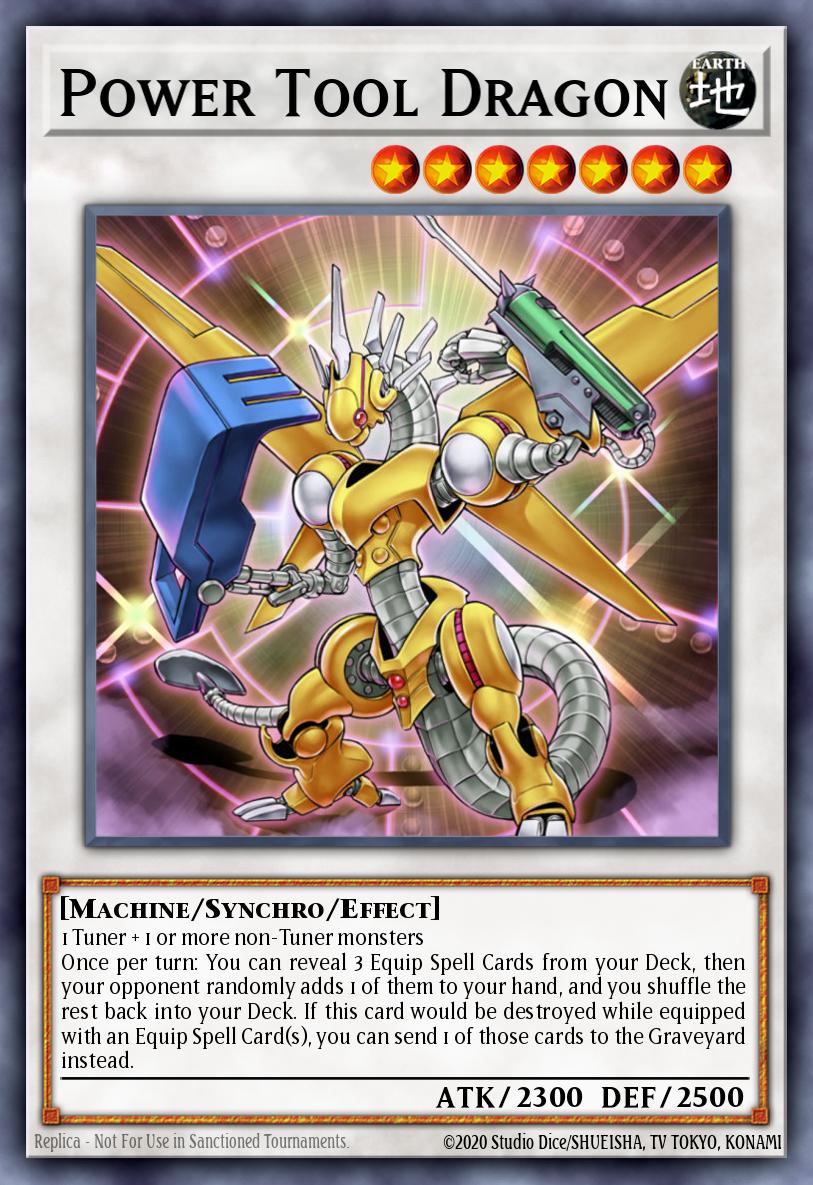 Power Tool Dragon
EARTH
地
[Machine/Synchro/Effect]
1 Tuner + 1 or more non-Tuner monsters
Once per turn: You can reveal 3 Equip Spell Cards from your Deck, then
your opponent randomly adds 1 of them to your hand, and you shuffle the
rest back into your Deck. If this card would be destroyed while equipped
with an Equip Spell Card(s), you can send 1 of those cards to the Graveyard
instead.
ATK/2300 DEF/2500
Replica - Not For Use in Sanctioned Tournaments.
©2020 Studio Dice/SHUEISHA, TV TOKYO, KONAMI